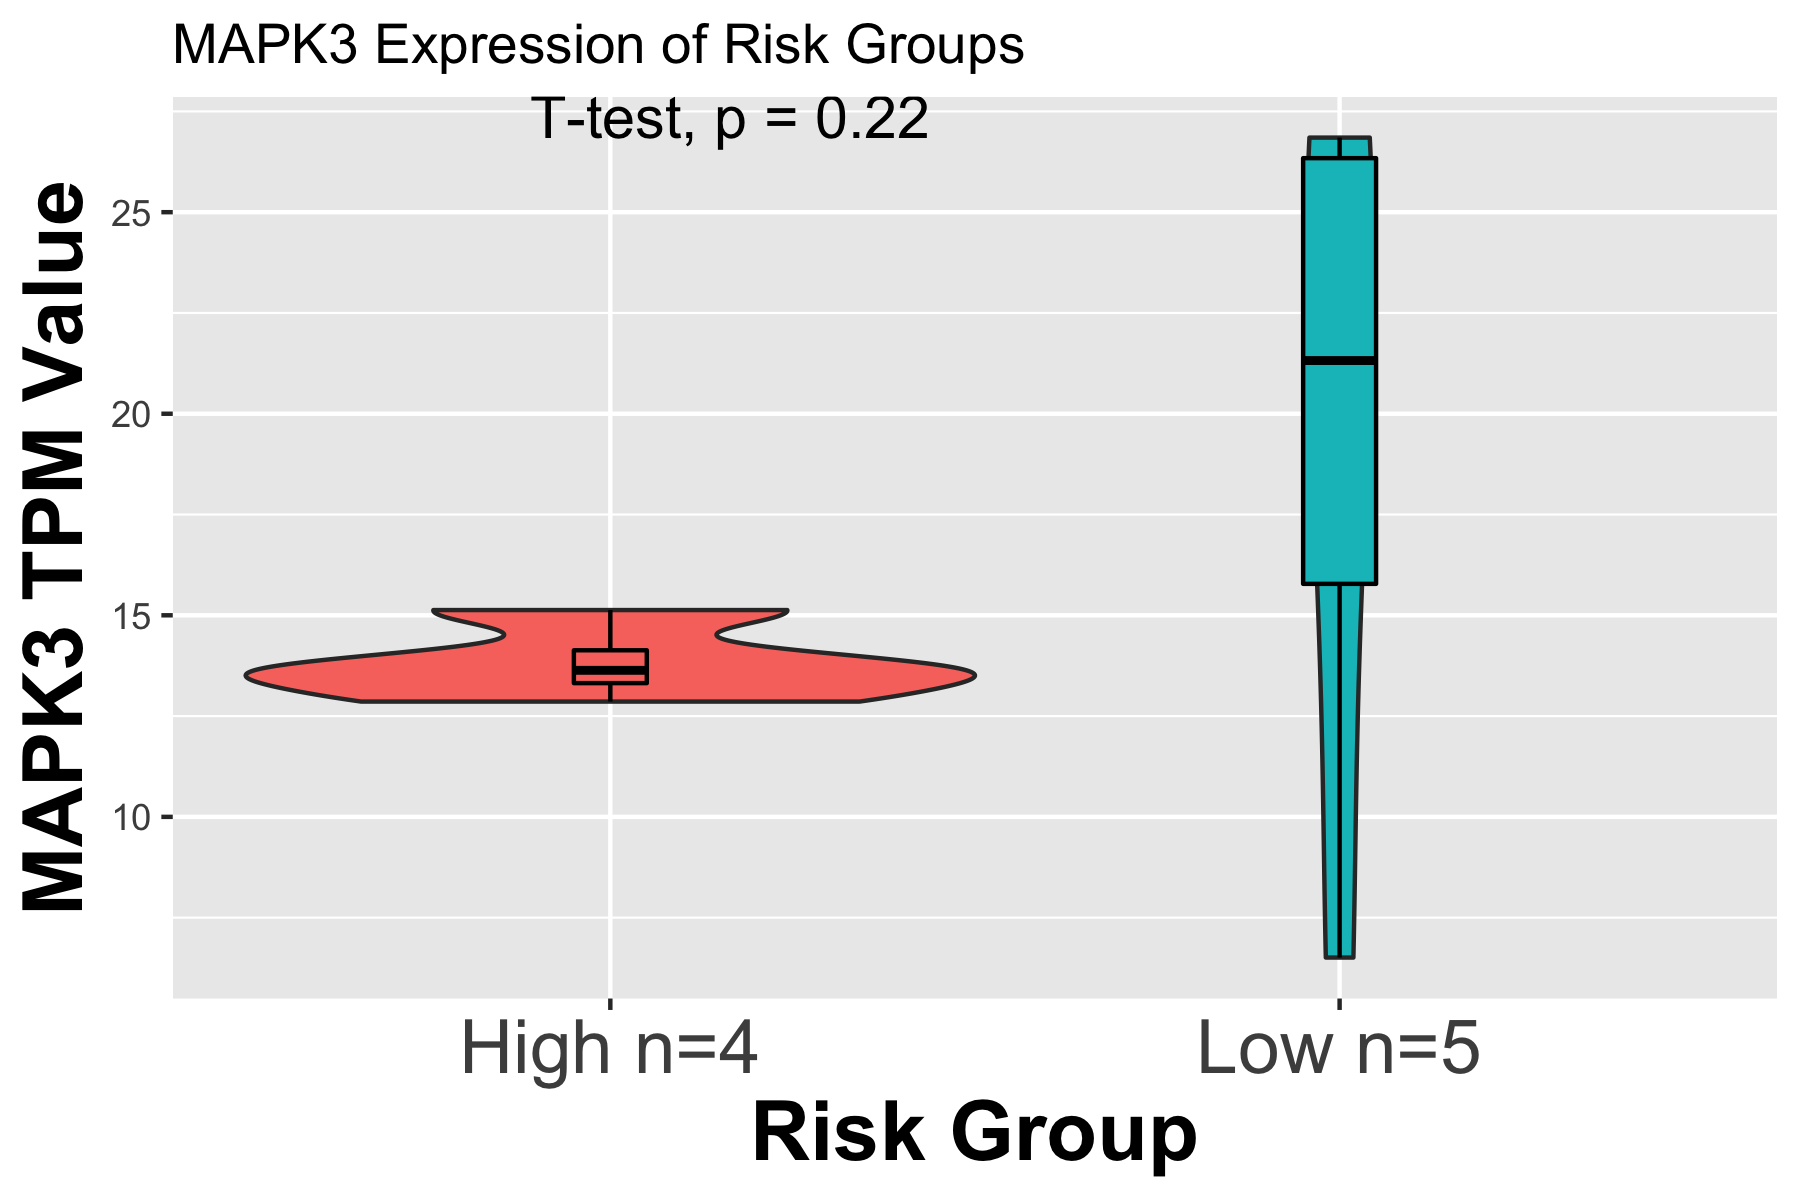 MAPK3 Expression of Risk Groups
T-test, p = 0.22
MAPK3 TPM Value
25
20
15
10
High n=4
Low n=5
Risk Group